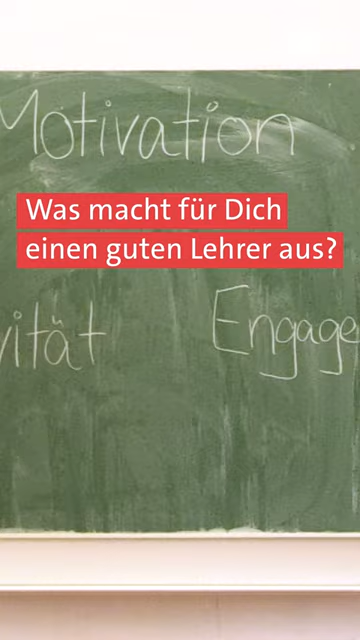 Motivation
Was macht für Dich
einen guten Lehrer aus?
vität Engage